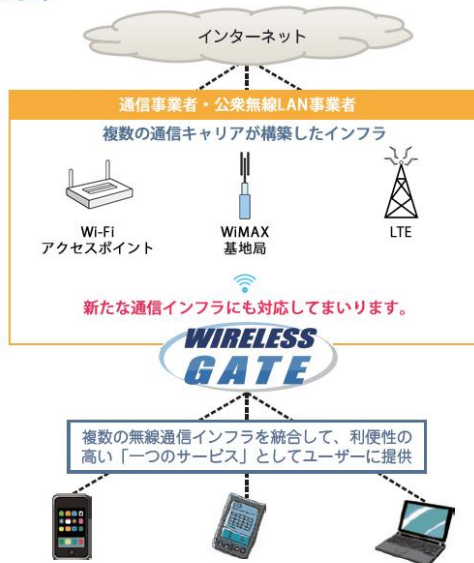 インターネット
通信事業者・公衆無線LAN事業者
複数の通信キャリアが構築したインフラ
Wi-Fi
アクセスポイント
WiMAX
基地局
LTE
新たな通信インフラにも対応してまいります。
WIRELESS
GATE
複数の無線通信インフラを統合して、利便性の
高い「一つのサービス」としてユーザーに提供